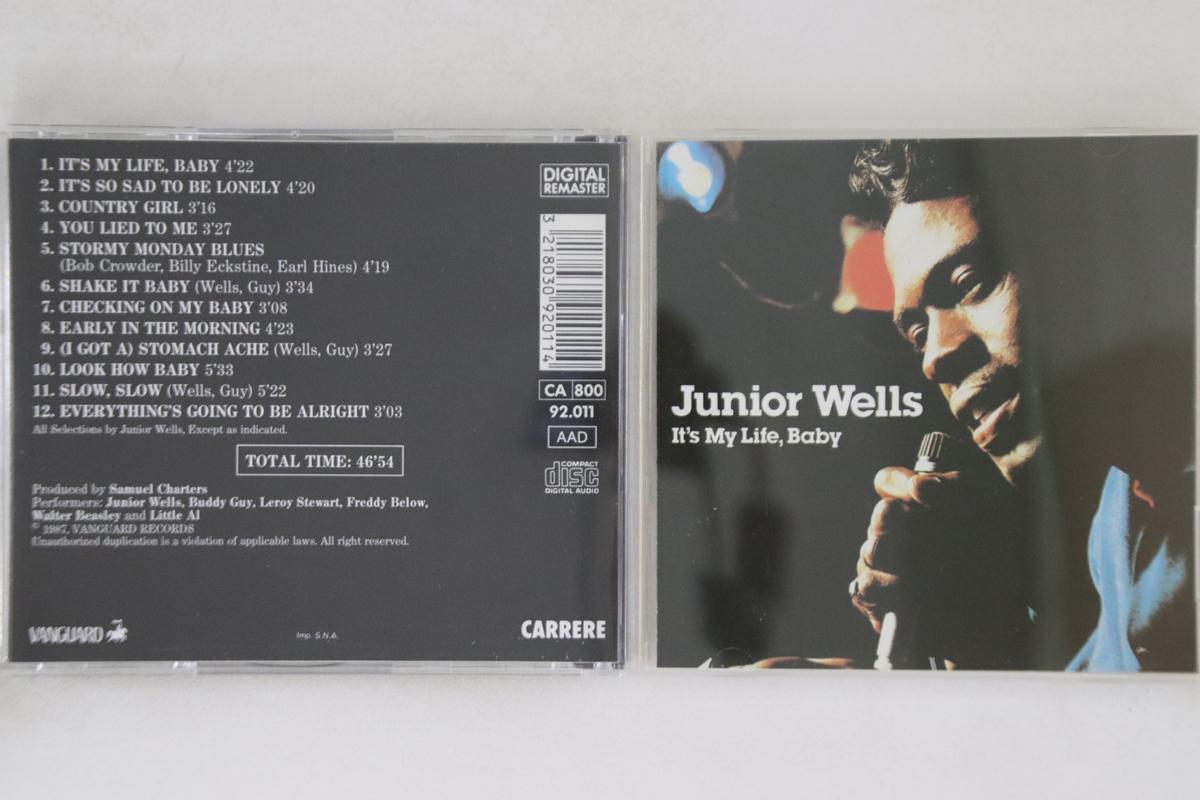 1. IT'S MY LIFE, BABY 4'22
2. IT'S SO SAD TO BE LONELY 4'20
3. COUNTRY GIRL 3'16
4. YOU LIED TO ME 3'27
5. STORMY MONDAY BLUES
(Bob Crowder, Billy Eckstine, Earl Hines) 4'19
6. SHAKE IT BABY (Wells, Guy) 3'34
7. CHECKING ON MY BABY 3'08
8. EARLY IN THE MORNING 4'23
9. (I GOT A) STOMACH ACHE (Wells, Guy) 3'27
10. LOOK HOW BABY 5'33
11. SLOW, SLOW (Wells, Guy) 5'22
12. EVERYTHING'S GOING TO BE ALRIGHT 3'03
All Selections by Junior Wells, Except as indicated.
TOTAL TIME: 46'54
Produced by Samuel Charters
Performers: Junior Wells, Buddy Guy, Leroy Stewart, Freddy Below,
Walter Beasley and Little Al
© 1987, VANGUARD RECORDS
Unauthorized duplication is a violation of applicable laws. All right reserved.
VANGUARD
Imp. S.N.A.
CARRERE
DIGITAL
REMASTER
3 218030 920114
CA 800
92.011
AAD
COMPACT
disc
DIGITAL AUDIO
Junior Wells
It's My Life, Baby